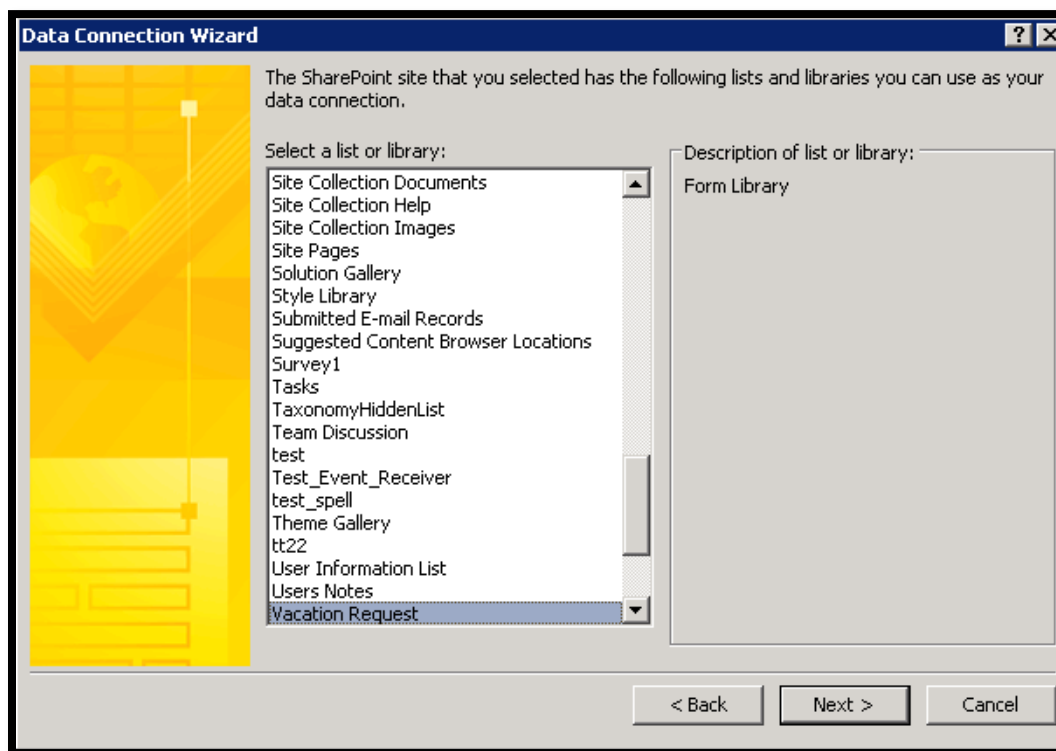 Data Connection Wizard
The SharePoint site that you selected has the following lists and libraries you can use as your
data connection.
Select a list or library:
Site Collection Documents
Site Collection Help
Site Collection Images
Site Pages
Solution Gallery
Style Library
Submitted E-mail Records
Suggested Content Browser Locations
Survey1
Tasks
TaxonomyHiddenList
Team Discussion
test
Test_Event_Receiver
test_spell
Theme Gallery
tt22
User Information List
Users Notes
Vacation Request
Description of list or library:
Form Library
< Back
Next >
Cancel